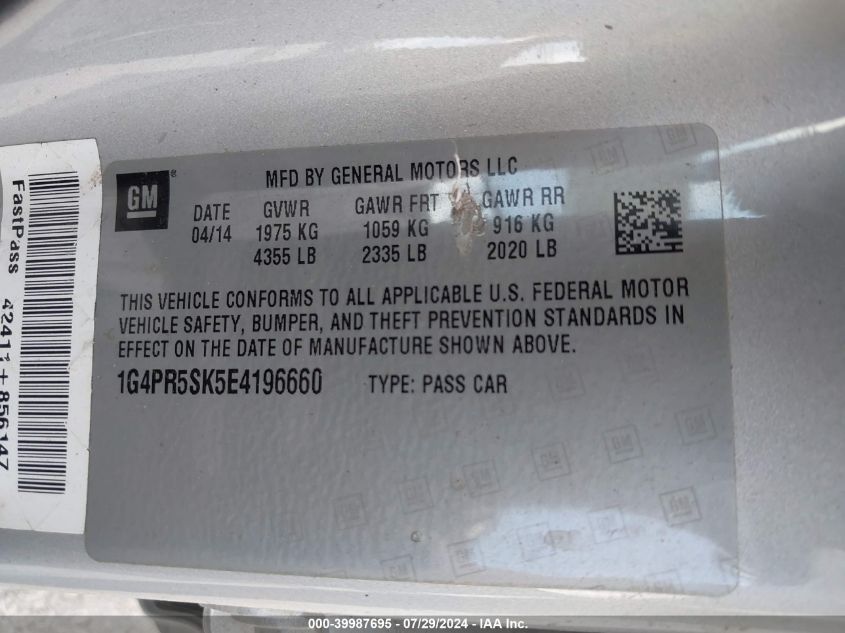 GM
MFD BY GENERAL MOTORS LLC
DATE GVWR GAWR FRT GAWR RR
04/14 1975 KG 1059 KG 916 KG
4355 LB 2335 LB 2020 LB
THIS VEHICLE CONFORMS TO ALL APPLICABLE U.S. FEDERAL MOTOR
VEHICLE SAFETY, BUMPER, AND THEFT PREVENTION STANDARDS IN
EFFECT ON THE DATE OF MANUFACTURE SHOWN ABOVE.
1G4PR5SK5E4196660 TYPE: PASS CAR
FastPass 42411+856147
000-39987695 - 07/29/2024 - IAA Inc.